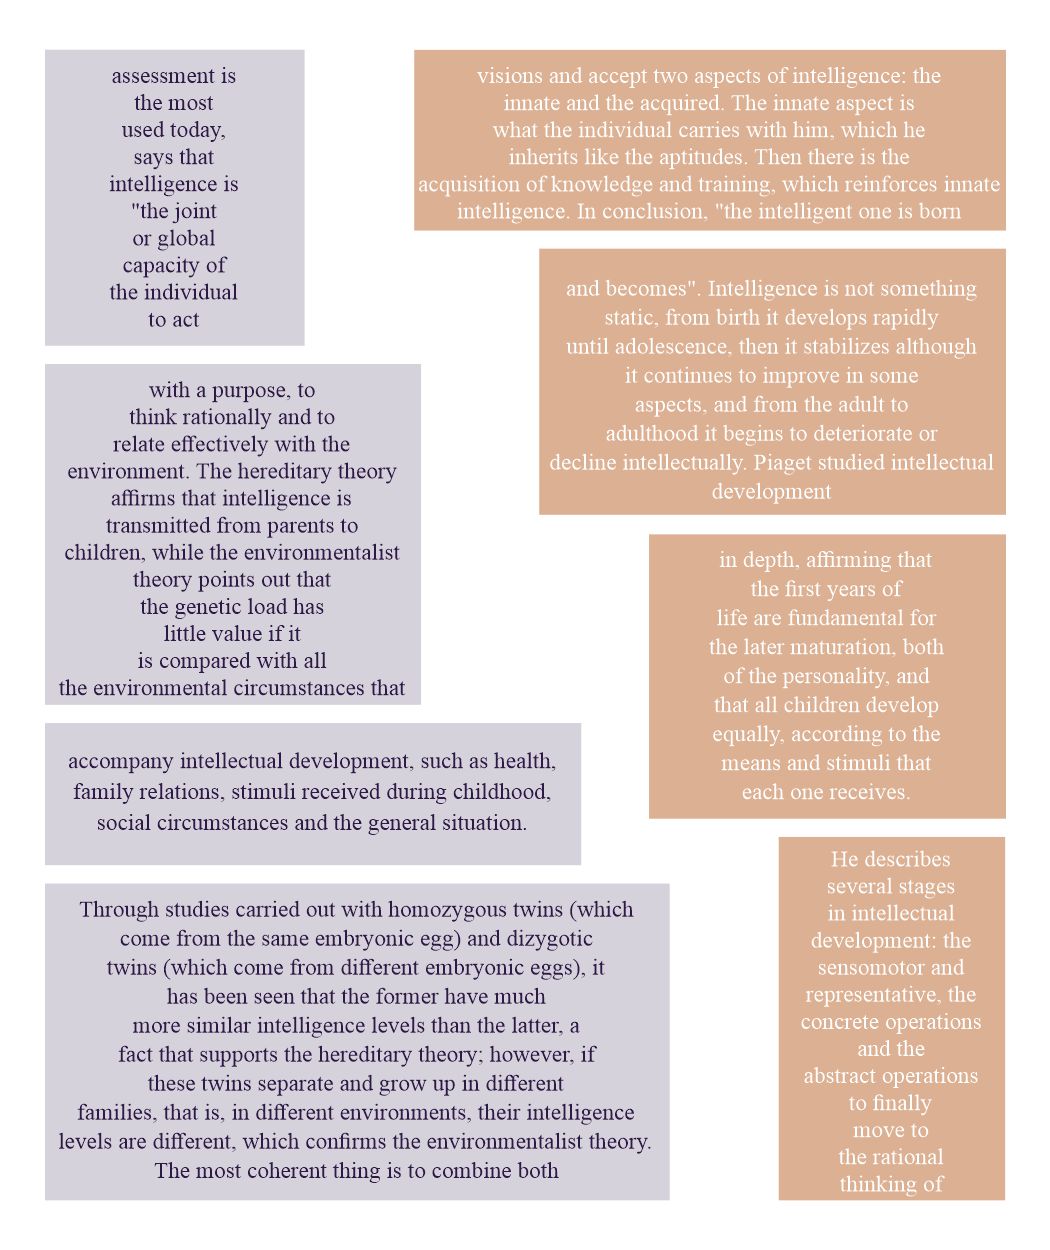 assessment is
the most
used today,
says that
intelligence is
"the joint
or global
capacity of
the individual
to act
with a purpose, to
think rationally and to
relate effectively with the
environment. The hereditary theory
affirms that intelligence is
transmitted from parents to
children, while the environmentalist
theory points out that
the genetic load has
little value if it
is compared with all
the environmental circumstances that
accompany intellectual development, such as health,
family relations, stimuli received during childhood,
social circumstances and the general situation.
Through studies carried out with homozygous twins (which
come from the same embryonic egg) and dizygotic
twins (which come from different embryonic eggs), it
has been seen that the former have much
more similar intelligence levels than the latter, a
fact that supports the hereditary theory; however, if
these twins separate and grow up in different
families, that is, in different environments, their intelligence
levels are different, which confirms the environmentalist theory.
The most coherent thing is to combine both
visions and accept two aspects of intelligence: the
innate and the acquired. The innate aspect is
what the individual carries with him, which he
inherits like the aptitudes. Then there is the
acquisition of knowledge and training, which reinforces innate
intelligence. In conclusion, "the intelligent one is born
and becomes". Intelligence is not something
static, from birth it develops rapidly
until adolescence, then it stabilizes although
it continues to improve in some
aspects, and from the adult to
adulthood it begins to deteriorate or
decline intellectually. Piaget studied intellectual
development
in depth, affirming that
the first years of
life are fundamental for
the later maturation, both
of the personality, and
that all children develop
equally, according to the
means and stimuli that
each one receives.
He describes
several stages
in intellectual
development: the
sensomotor and
representative, the
concrete operations
and the
abstract operations
to finally
move to
the rational
thinking of